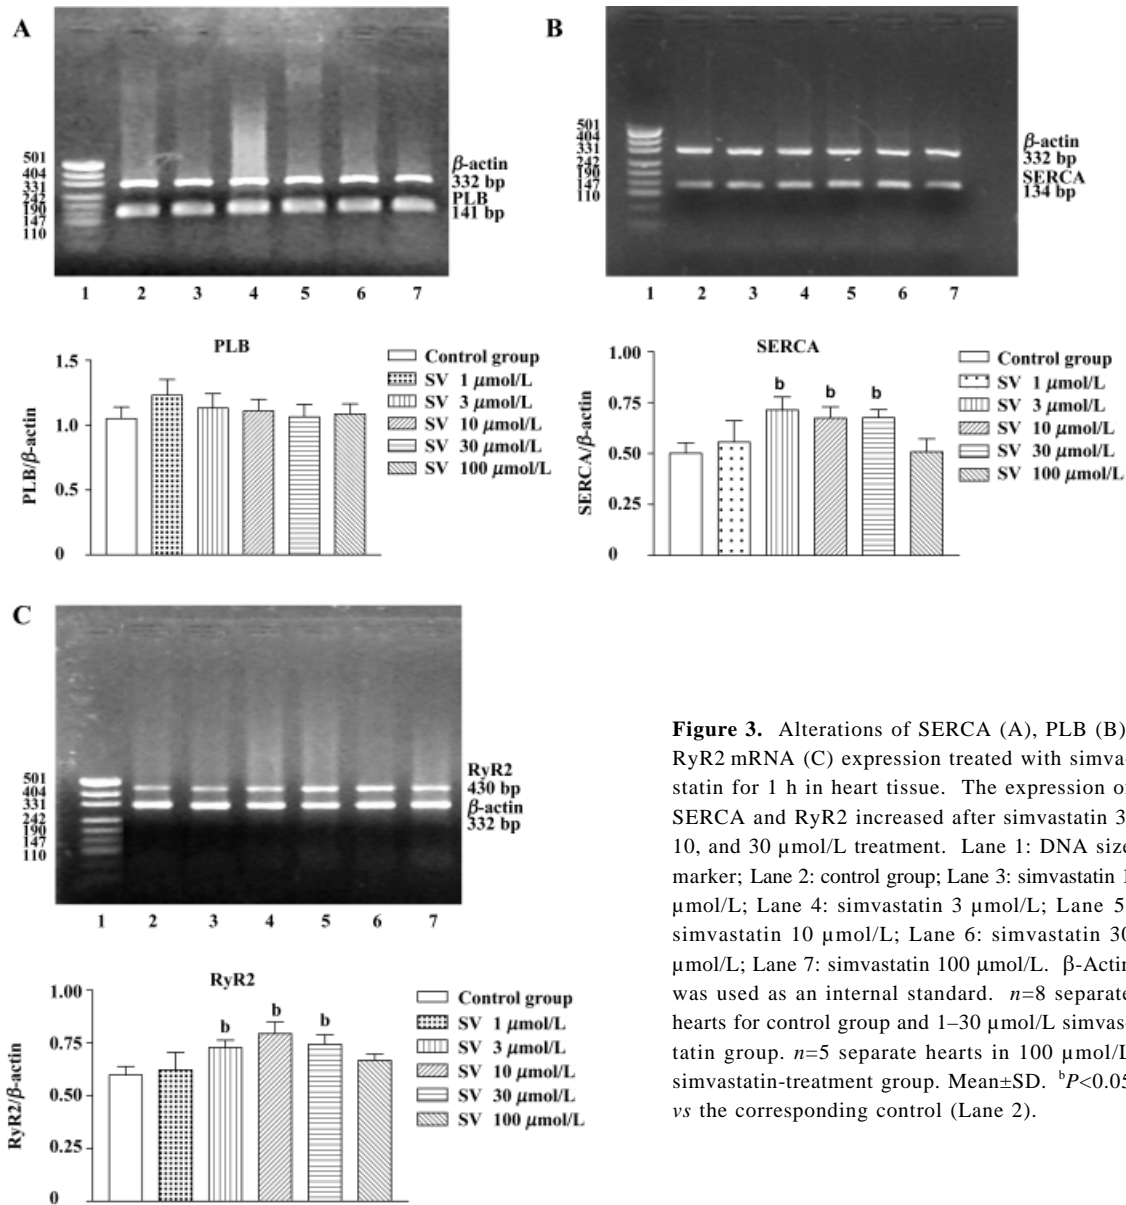 A
501
404
331
242
190
147
110
β-actin
332 bp
PLB
141 bp
1 2 3 4 5 6 7
B
501
404
331
242
190
147
110
β-actin
332 bp
SERCA
134 bp
1 2 3 4 5 6 7
PLB
PLB/β-actin
1.5
1.0
0.5
0
Control group
SV 1 μmol/L
SV 3 μmol/L
SV 10 μmol/L
SV 30 μmol/L
SV 100 μmol/L
SERCA
SERCA/β-actin
1.00
0.75
0.50
0.25
0
b b b
Control group
SV 1 μmol/L
SV 3 μmol/L
SV 10 μmol/L
SV 30 μmol/L
SV 100 μmol/L
C
501
404
331
242
190
147
110
RyR2
430 bp
β-actin
332 bp
1 2 3 4 5 6 7
RyR2
RyR2/β-actin
1.00
0.75
0.50
0.25
0
b b b
Control group
SV 1 μmol/L
SV 3 μmol/L
SV 10 μmol/L
SV 30 μmol/L
SV 100 μmol/L
Figure 3. Alterations of SERCA (A), PLB (B)
RyR2 mRNA (C) expression treated with simva-
statin for 1 h in heart tissue. The expression of
SERCA and RyR2 increased after simvastatin 3,
10, and 30 µmol/L treatment. Lane 1: DNA size
marker; Lane 2: control group; Lane 3: simvastatin 1
µmol/L; Lane 4: simvastatin 3 µmol/L; Lane 5:
simvastatin 10 µmol/L; Lane 6: simvastatin 30
µmol/L; Lane 7: simvastatin 100 µmol/L. β-Actin
was used as an internal standard. n=8 separate
hearts for control group and 1–30 µmol/L simvas-
tatin group. n=5 separate hearts in 100 µmol/L
simvastatin-treatment group. Mean±SD. ᵇP<0.05
vs the corresponding control (Lane 2).